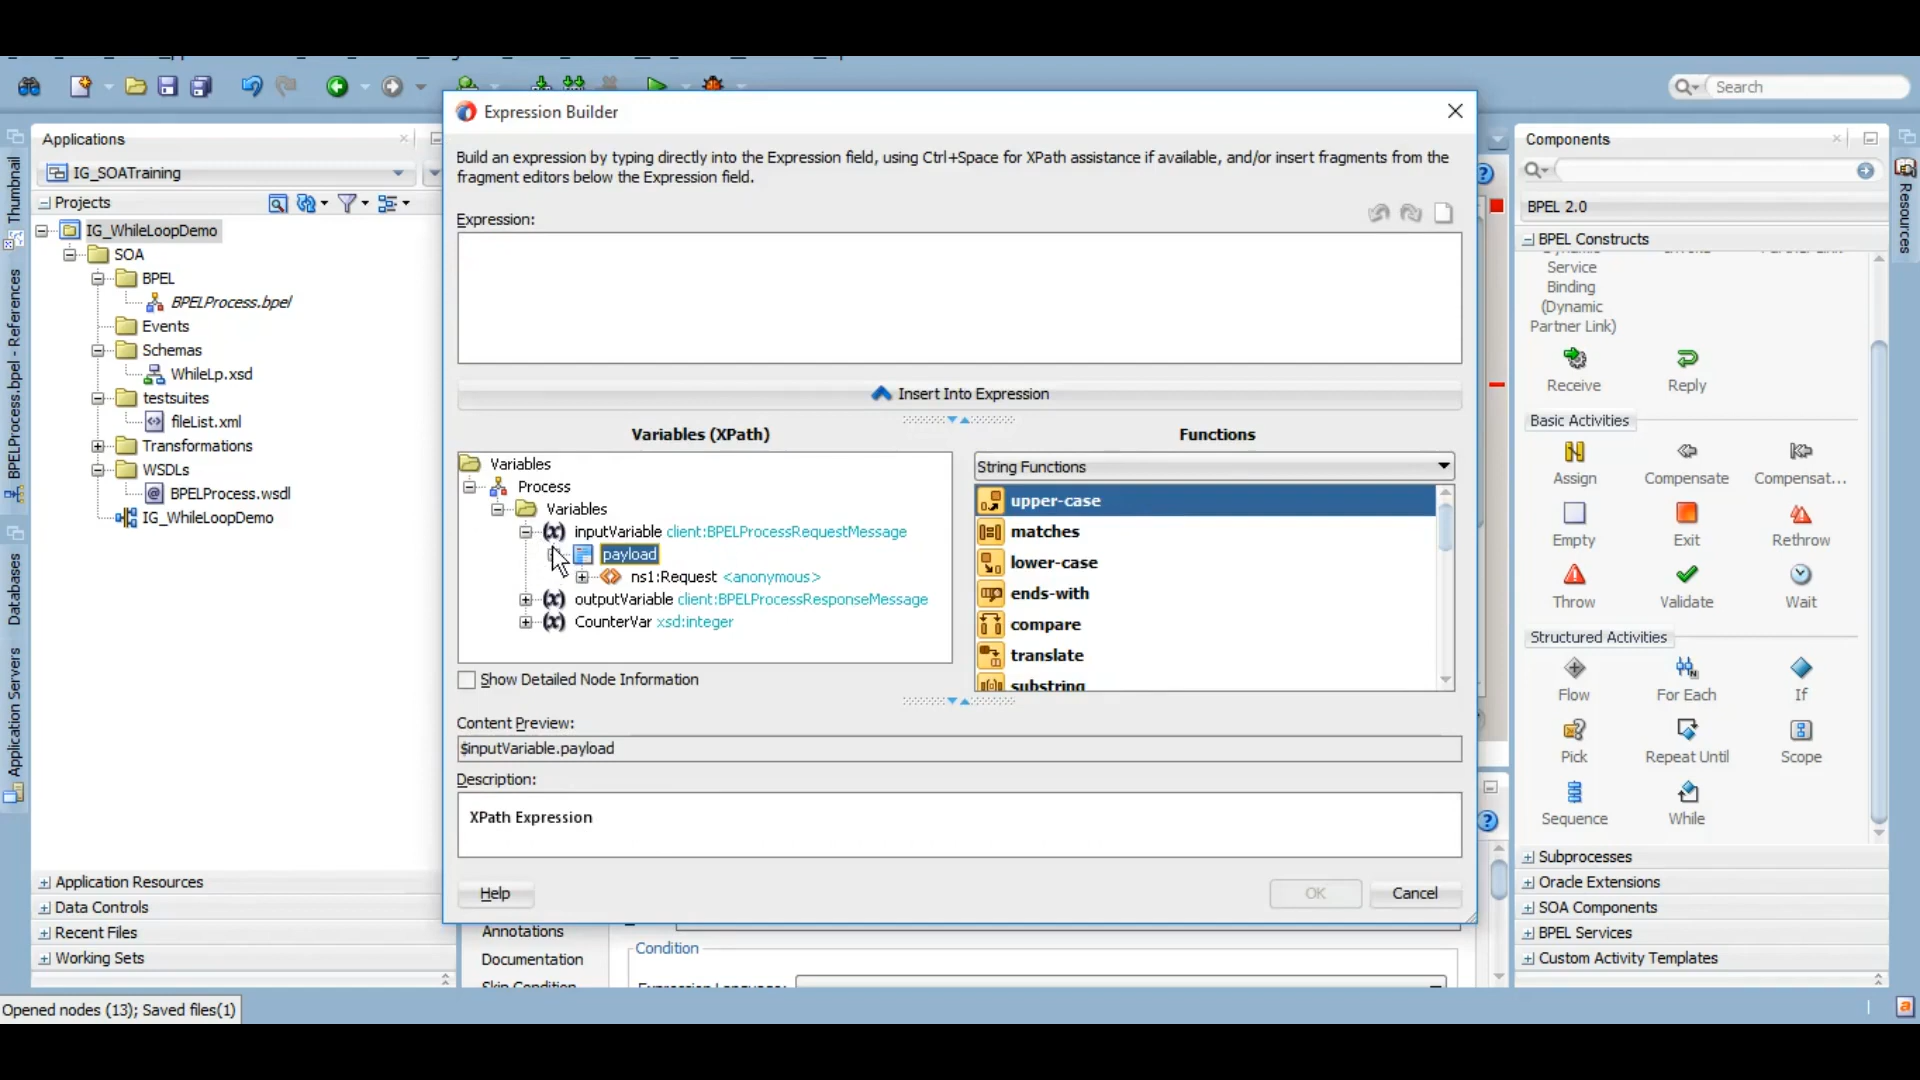 Search
Applications
IG_SOATraining
Projects
IG_WhileLoopDemo
SOA
BPEL
BPELProcess.bpel
Events
Schemas
WhileLp.xsd
testsuites
fileList.xml
Transformations
WSDLs
BPELProcess.wsdl
IG_WhileLoopDemo
Application Resources
Data Controls
Recent Files
Working Sets
Opened nodes (13); Saved files(1)
Thumbnail
BPELProcess.bpel - References
Databases
Application Servers
Expression Builder
Build an expression by typing directly into the Expression field, using Ctrl+Space for XPath assistance if available, and/or insert fragments from the
fragment editors below the Expression field.
Expression:
Insert Into Expression
Variables (XPath)
Variables
Process
Variables
inputVariable client:BPELProcessRequestMessage
payload
ns1:Request <anonymous>
outputVariable client:BPELProcessResponseMessage
CounterVar xsd:integer
Show Detailed Node Information
Functions
String Functions
upper-case
matches
lower-case
ends-with
compare
translate
substring
Content Preview:
$inputVariable.payload
Description:
XPath Expression
Help
OK
Cancel
Annotations
Documentation
Skip Condition
Condition
Expression Language:
Components
BPEL 2.0
BPEL Constructs
Service
Binding
(Dynamic
Partner Link)
Receive
Reply
Basic Activities
Assign
Compensate
Compensat...
Empty
Exit
Rethrow
Throw
Validate
Wait
Structured Activities
Flow
For Each
If
Pick
Repeat Until
Scope
Sequence
While
Subprocesses
Oracle Extensions
SOA Components
BPEL Services
Custom Activity Templates
Resources